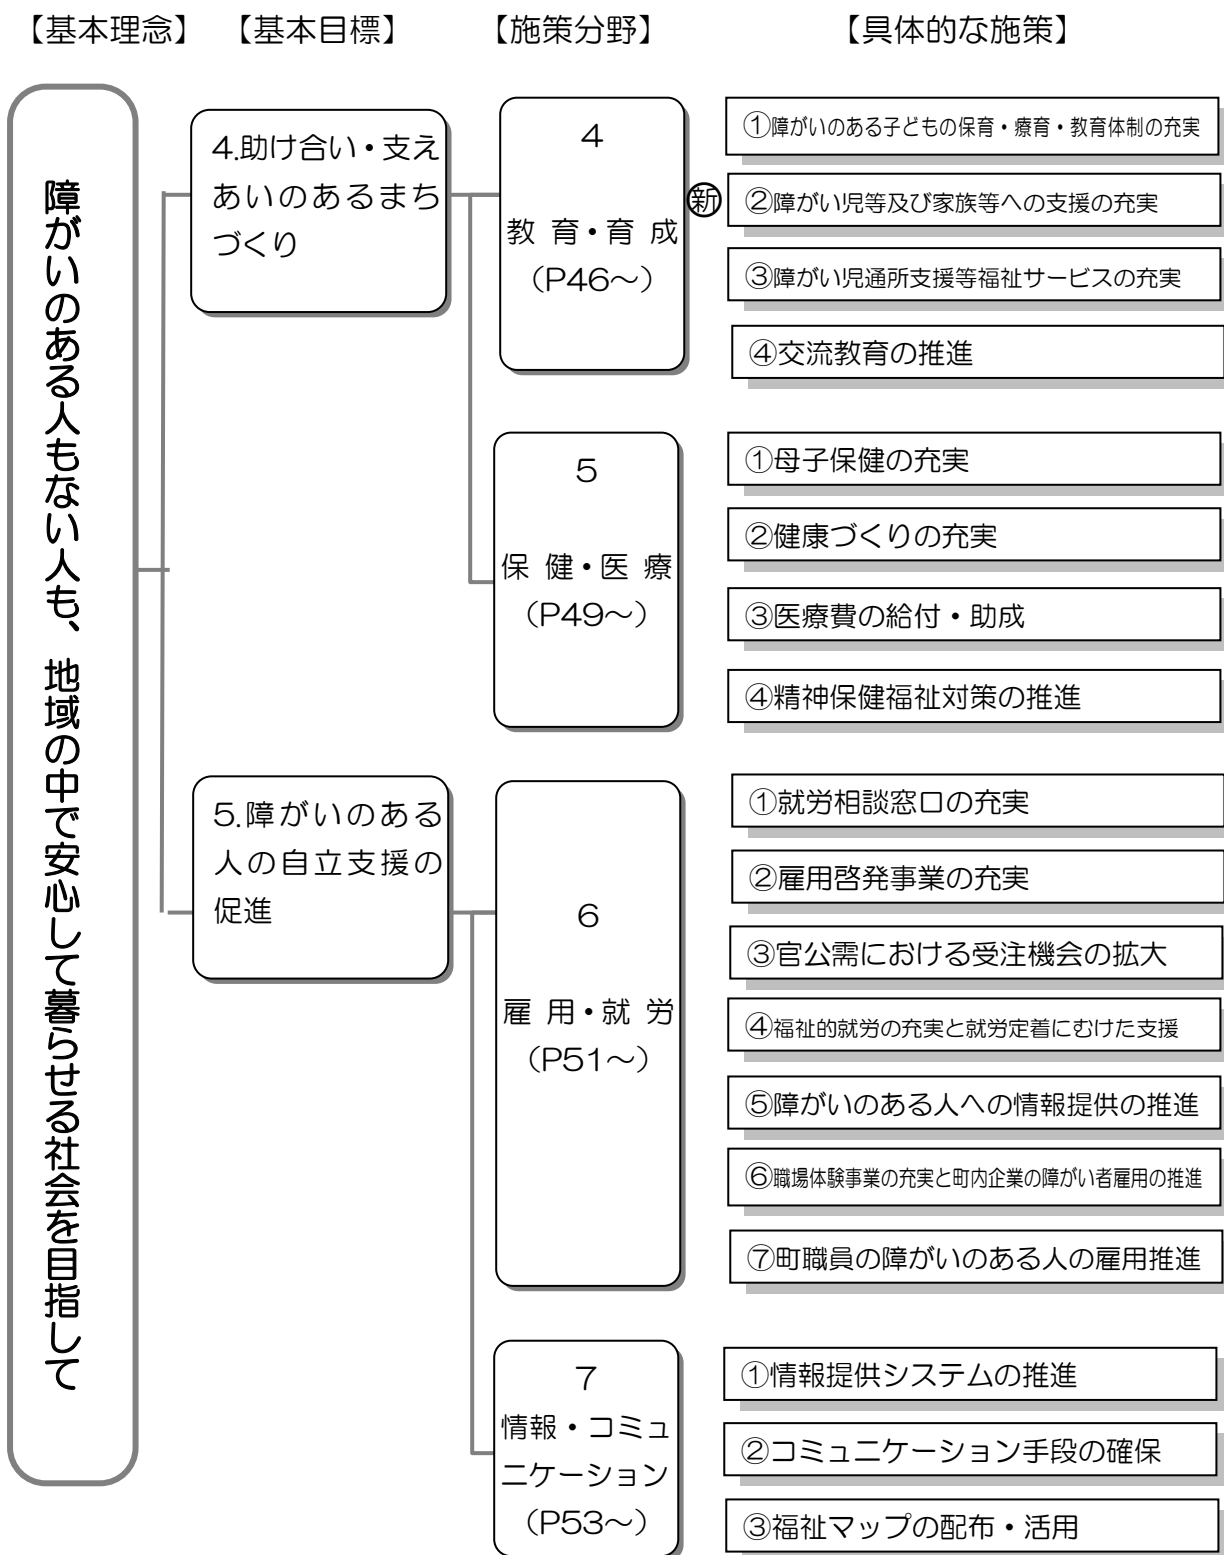 【基本理念】 【基本目標】 【施策分野】 【具体的な施策】
障がいのある人もない人も、地域の中で安心して暮らせる社会を目指して
4.助け合い・支え
あいのあるまち
づくり
4
教育・育成
（P46～）
①障がいのある子どもの保育・療育・教育体制の充実
新
②障がい児等及び家族等への支援の充実
③障がい児通所支援等福祉サービスの充実
④交流教育の推進
5
保健・医療
（P49～）
①母子保健の充実
②健康づくりの充実
③医療費の給付・助成
④精神保健福祉対策の推進
5.障がいのある
人の自立支援の
促進
6
雇用・就労
（P51～）
①就労相談窓口の充実
②雇用啓発事業の充実
③官公需における受注機会の拡大
④福祉的就労の充実と就労定着にむけた支援
⑤障がいのある人への情報提供の推進
⑥職場体験事業の充実と町内企業の障がい者雇用の推進
⑦町職員の障がいのある人の雇用推進
7
情報・コミュ
ニケーション
（P53～）
①情報提供システムの推進
②コミュニケーション手段の確保
③福祉マップの配布・活用